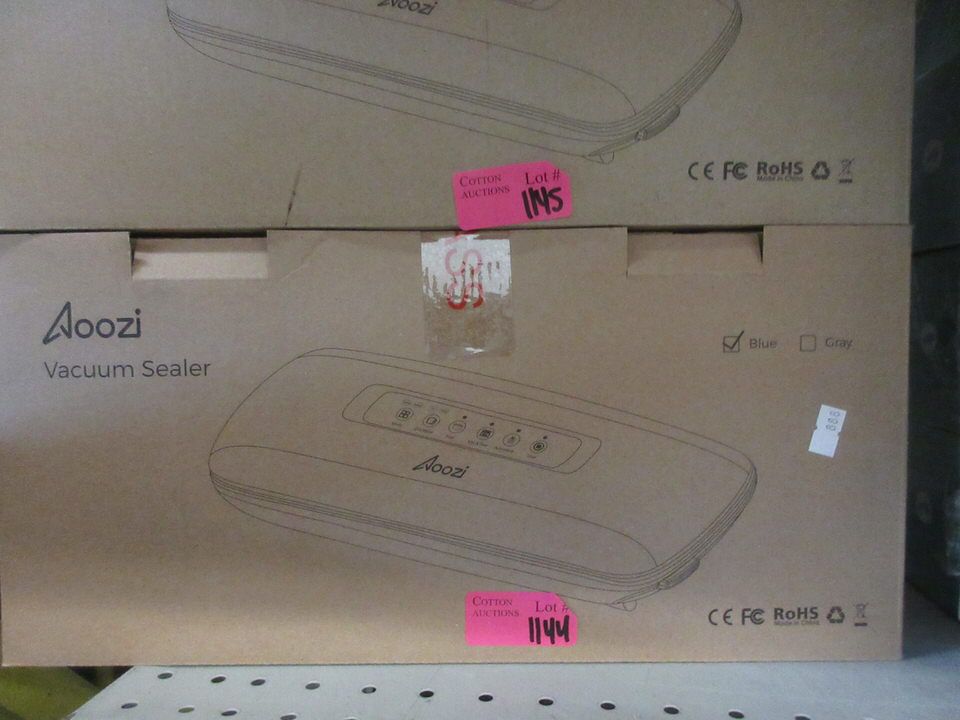 Aoozi
CE FC RoHS
Made in China
COTTON AUCTIONS Lot #
1145
Aoozi
Vacuum Sealer
Blue Gray
Aoozi
COTTON AUCTIONS Lot #
1144
CE FC RoHS
Made in China